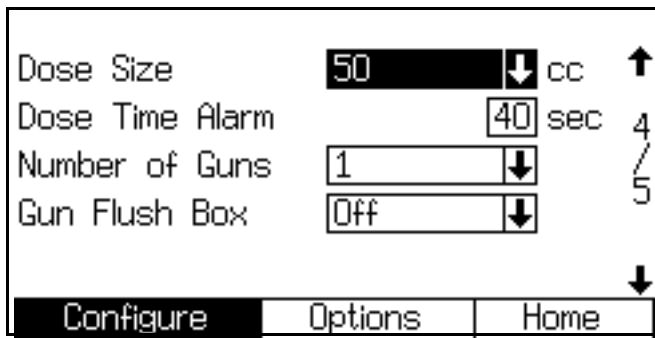 Dose Size 50 cc
Dose Time Alarm 40 sec
Number of Guns 1
Gun Flush Box Off
4/5
Configure Options Home